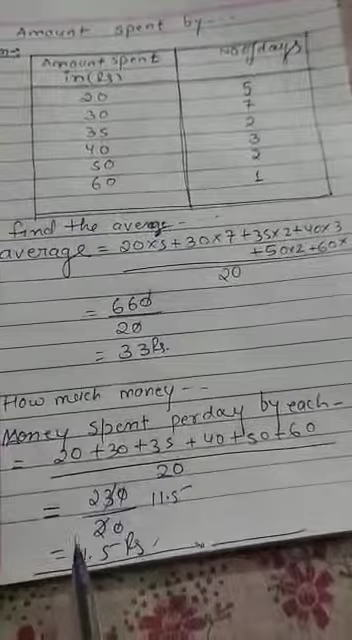 Amount spent by---
Amount spent in(Rs) No of days
20 5
30 7
35 2
40 3
50 2
60 1
find the average-
average = 20×5+30×7+35×2+40×3
+50×2+60×
20
= 660
20
= 33Rs.
How much money --
Money spent perday by each-
= 20+30+35+40+50+60
20
= 230 11.5
20
= 11.5 Rs.